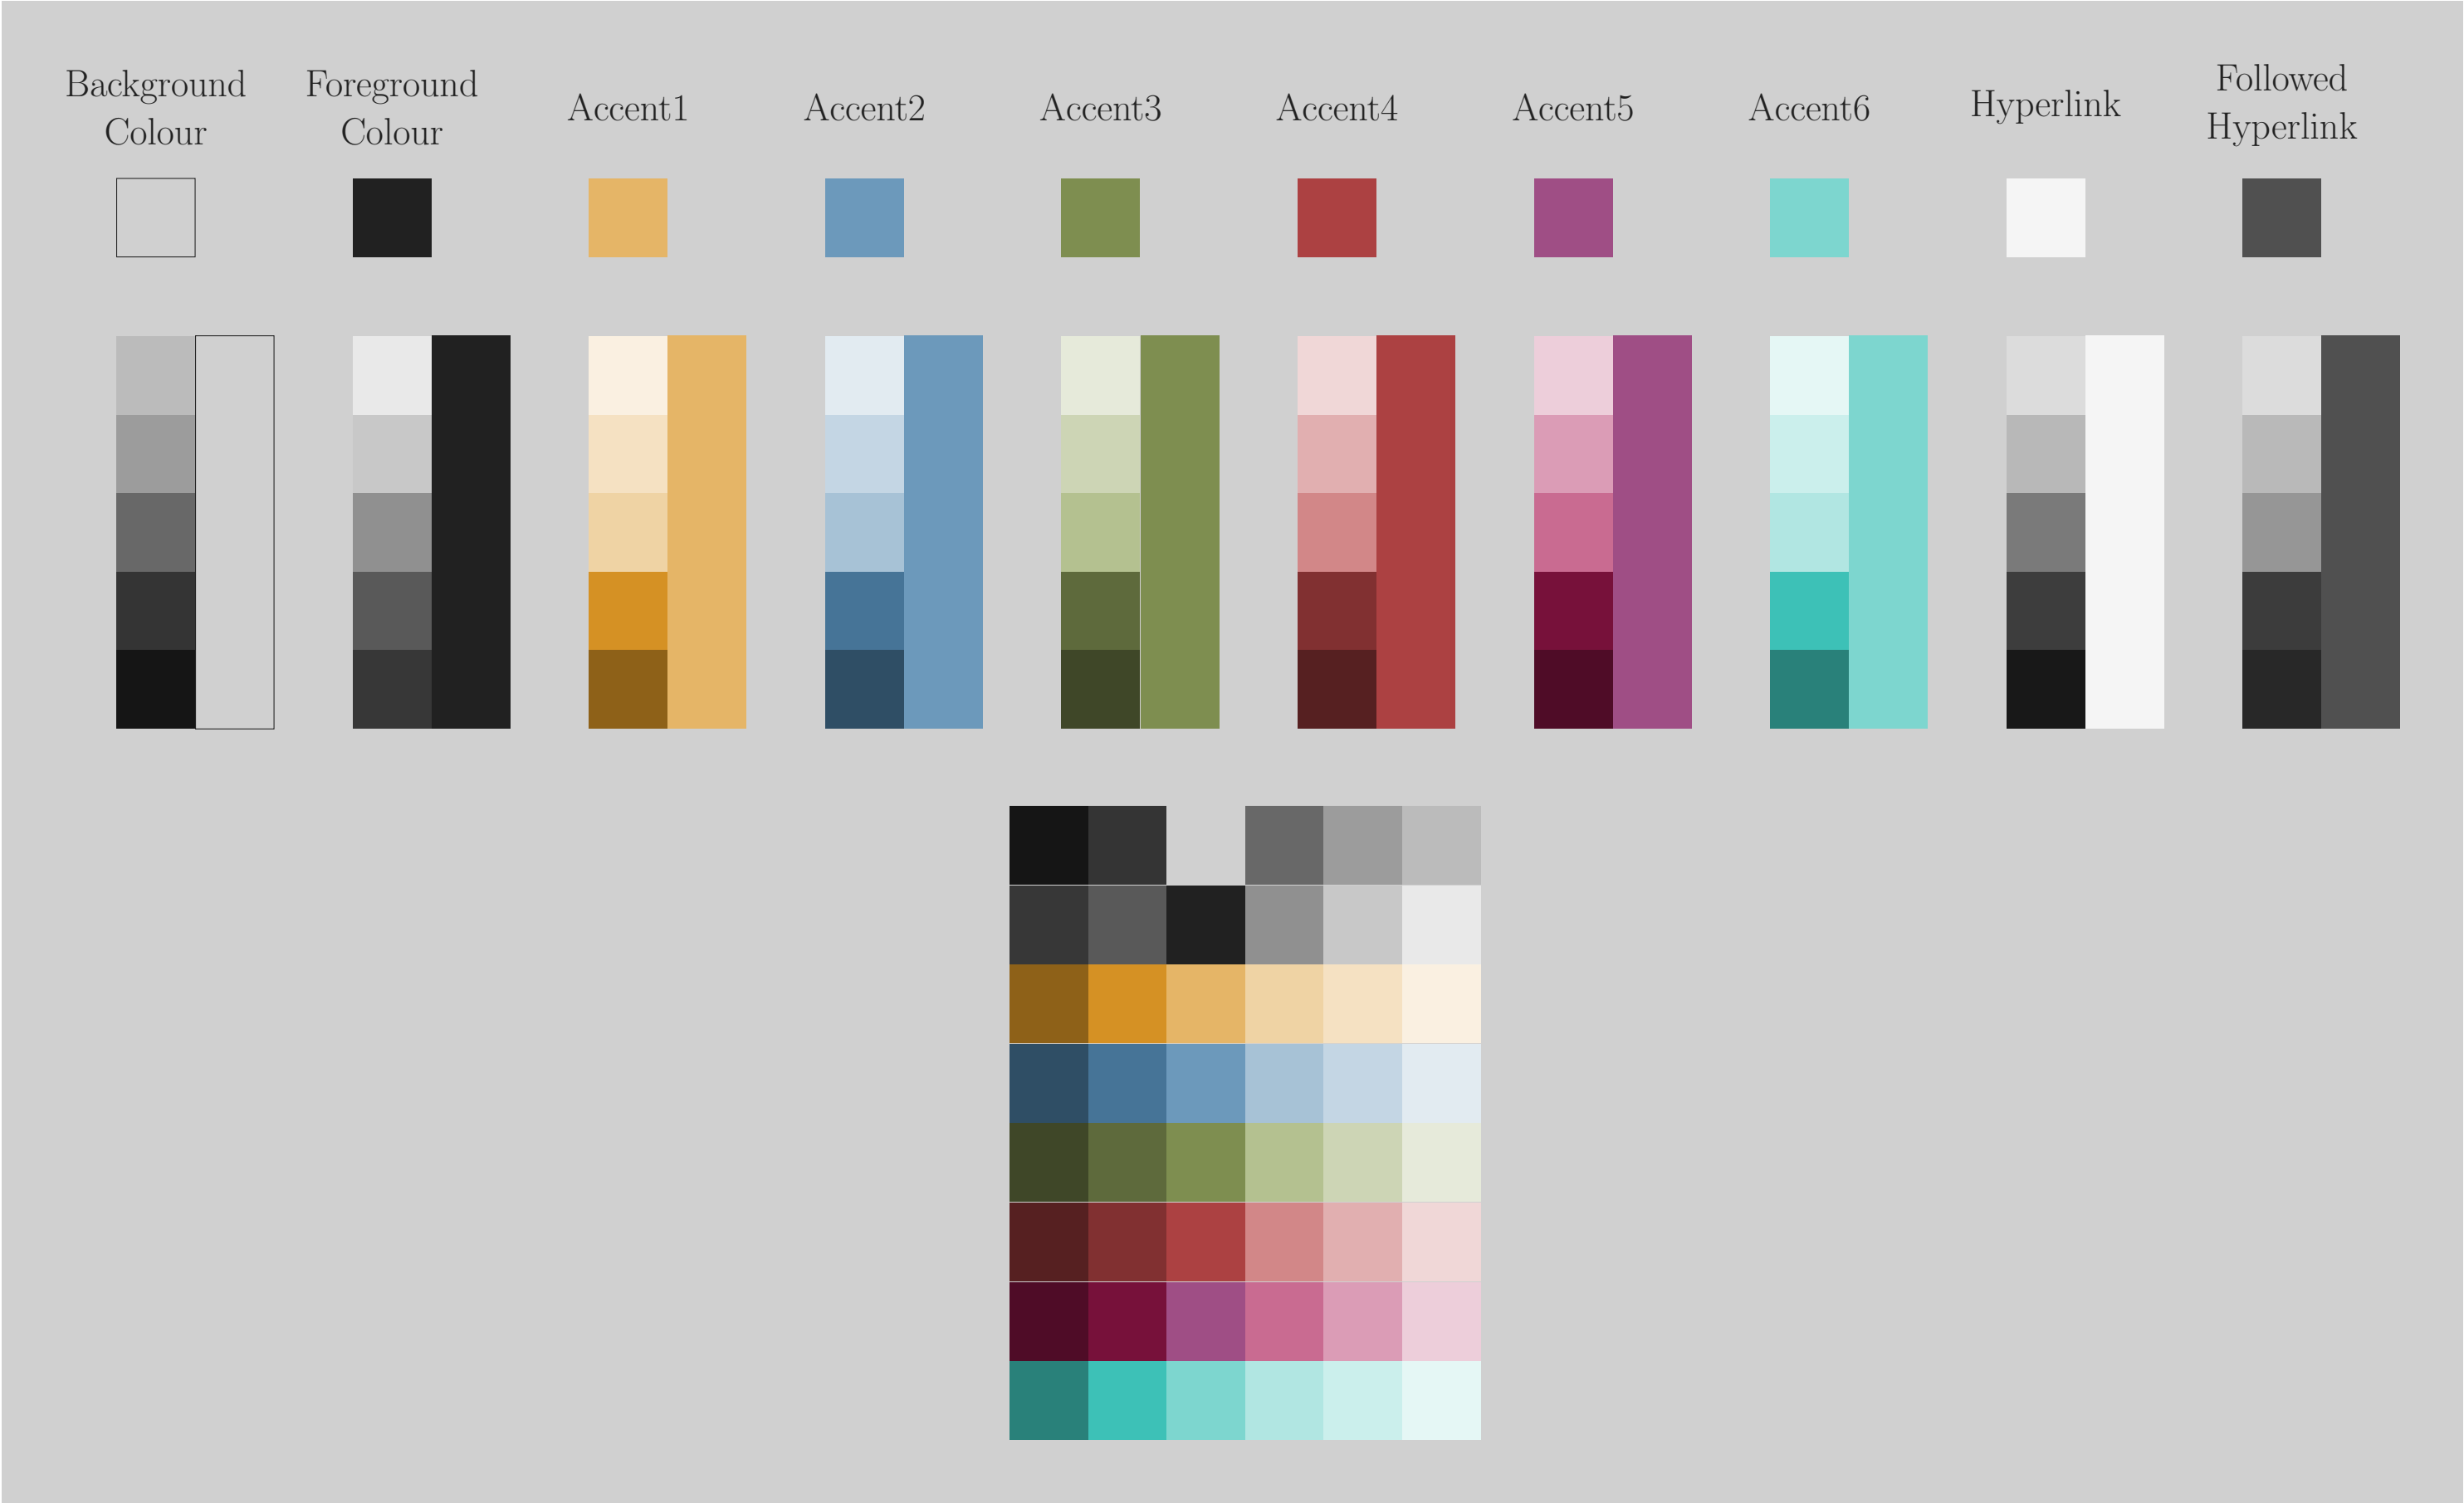 Background
Colour
Foreground
Colour
Accent1
Accent2
Accent3
Accent4
Accent5
Accent6
Hyperlink
Followed
Hyperlink